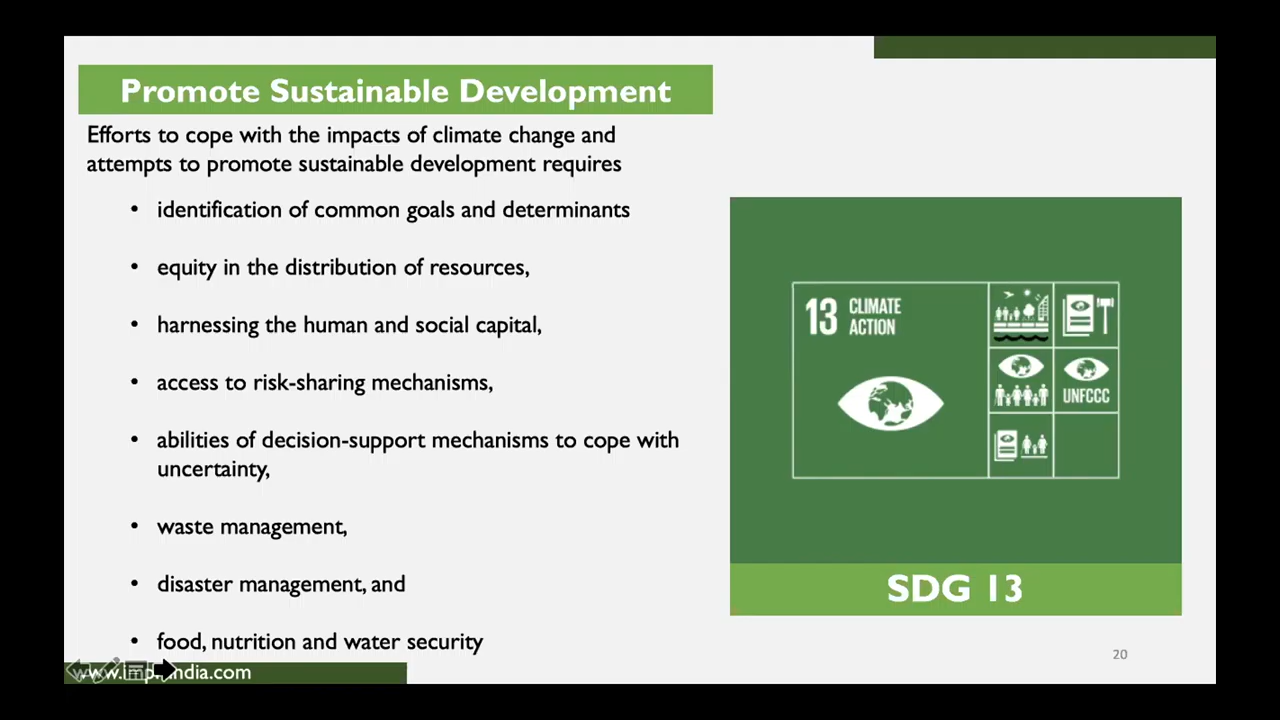 Promote Sustainable Development
Efforts to cope with the impacts of climate change and
attempts to promote sustainable development requires
• identification of common goals and determinants
• equity in the distribution of resources,
• harnessing the human and social capital,
• access to risk-sharing mechanisms,
• abilities of decision-support mechanisms to cope with
uncertainty,
• waste management,
• disaster management, and
• food, nutrition and water security
13 CLIMATE
ACTION
UNFCCC
SDG 13
20